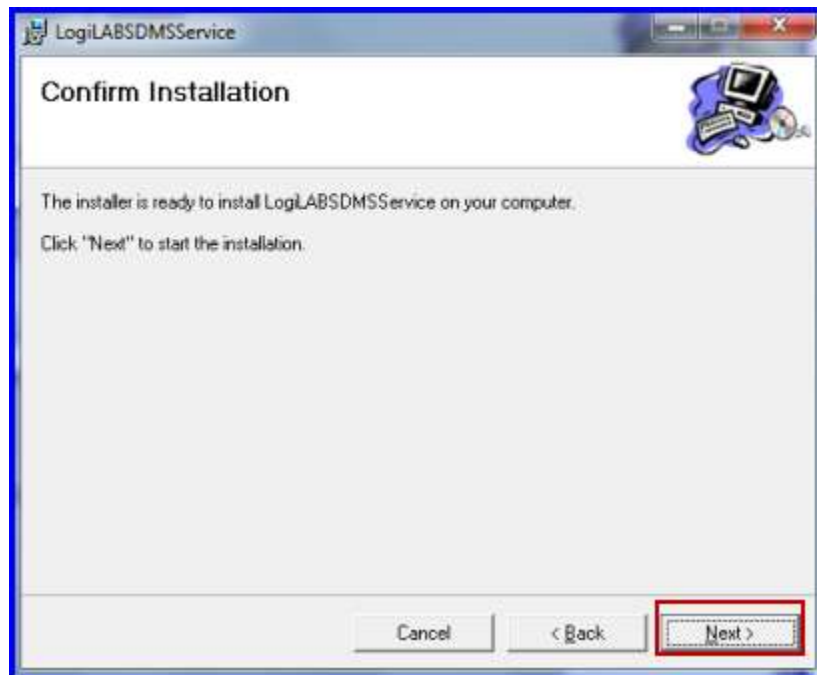 LogiLABSDMSService
Confirm Installation
The installer is ready to install LogiLABSDMSService on your computer.
Click "Next" to start the installation.
Cancel
< Back
Next >